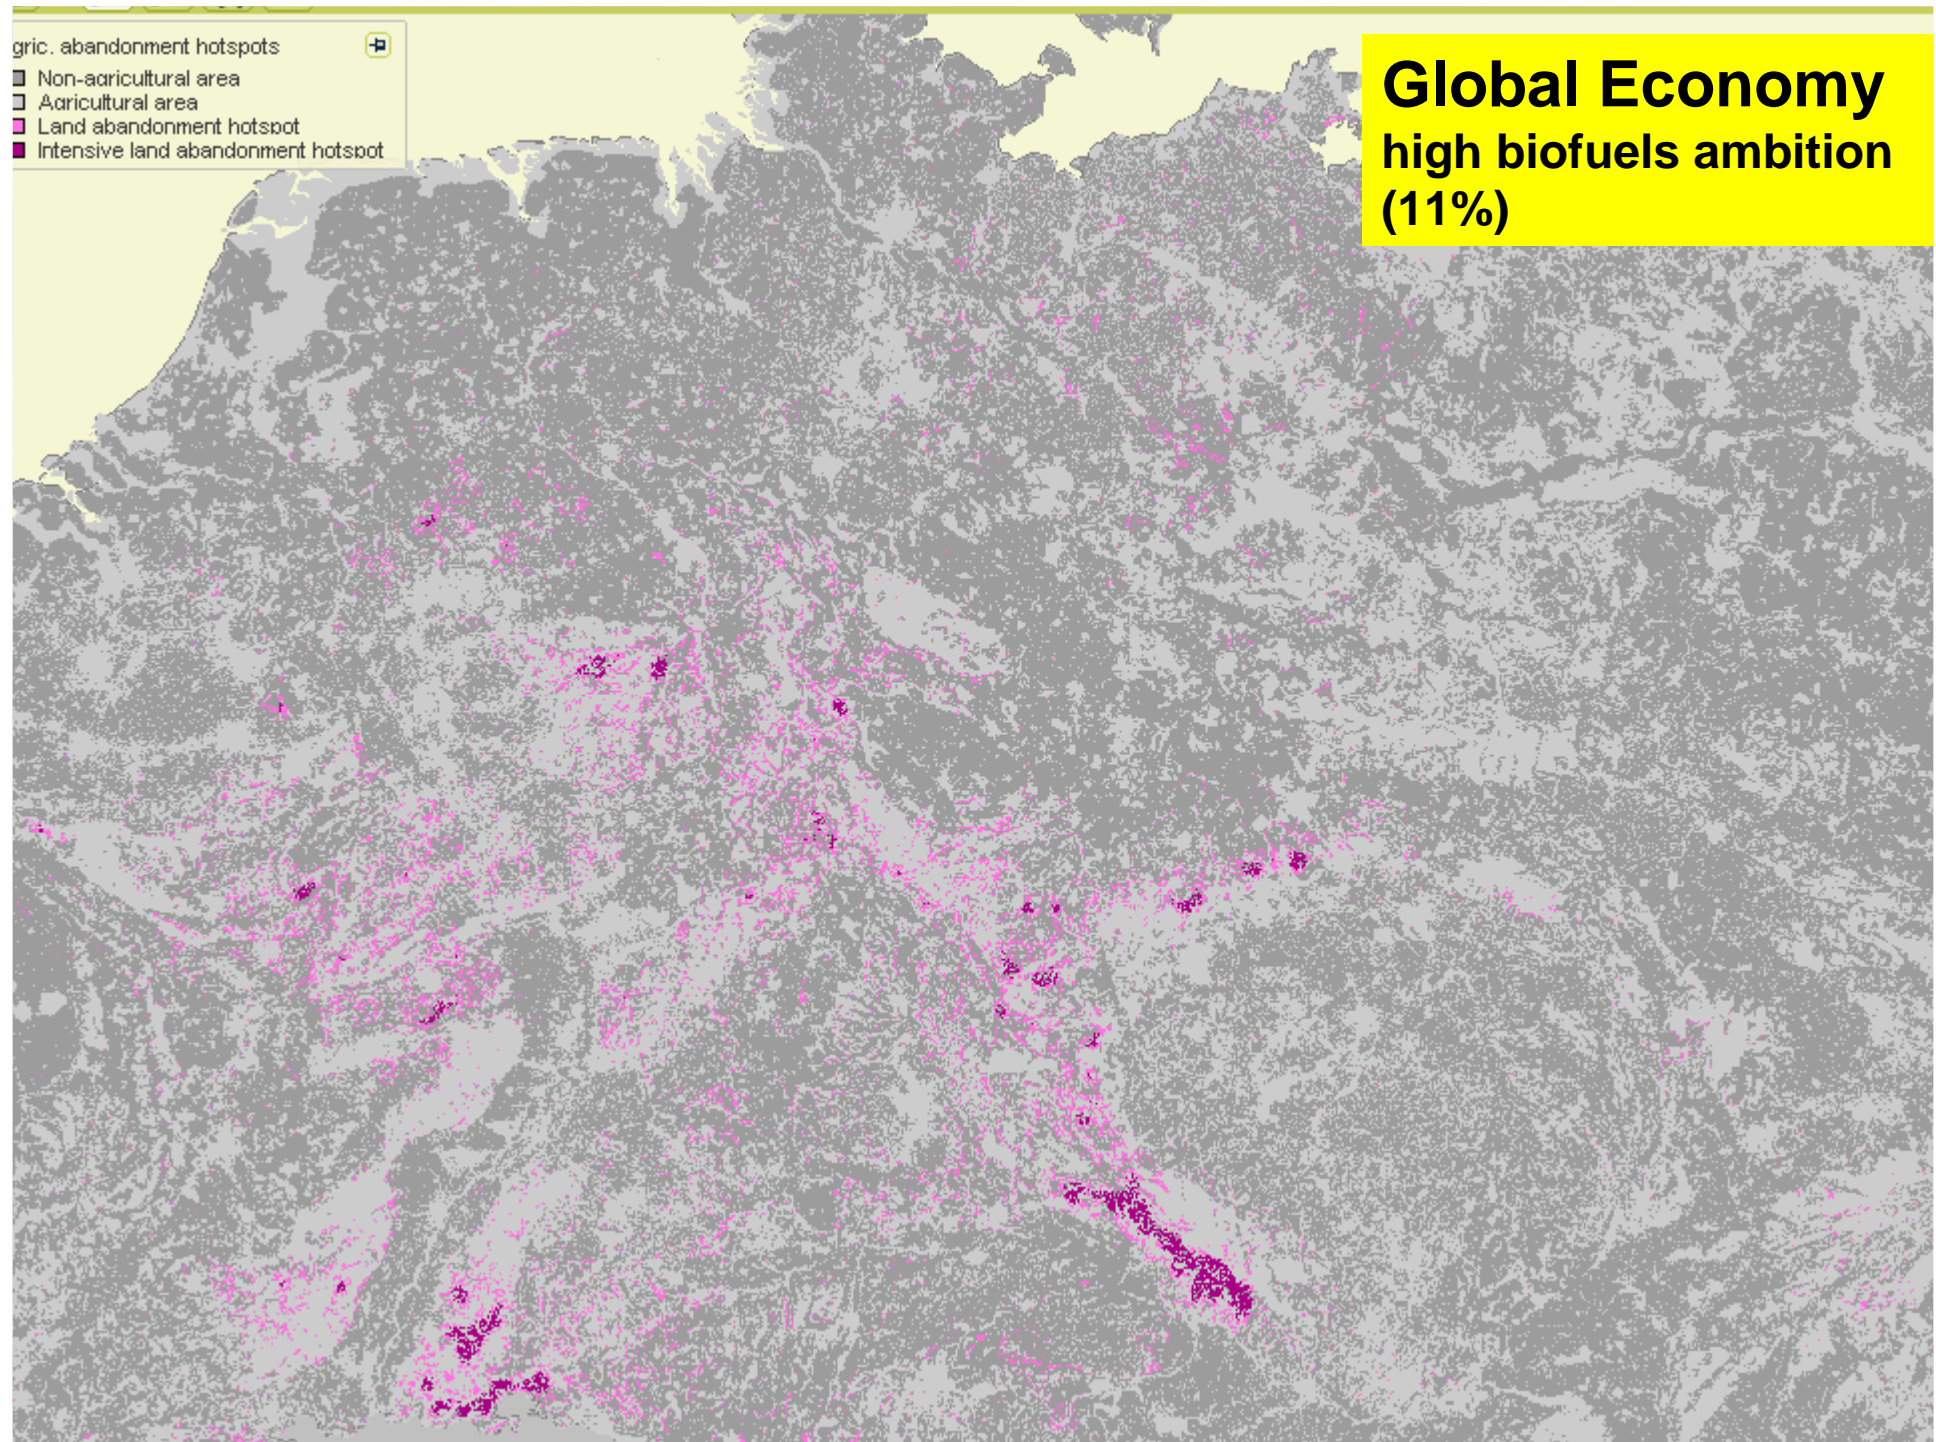 gric. abandonment hotspots
Non-agricultural area
Agricultural area
Land abandonment hotspot
Intensive land abandonment hotspot
Global Economy
high biofuels ambition
(11%)